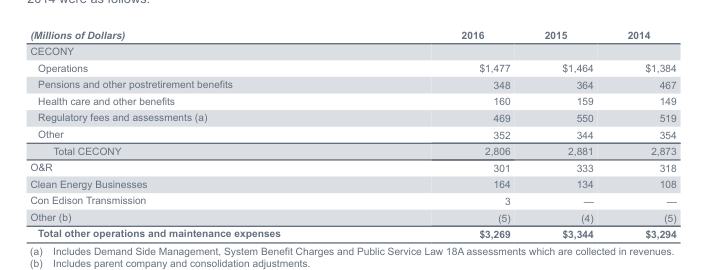 2014 were as follows:
(Millions of Dollars) 2016 2015 2014
CECONY
Operations $1,477 $1,464 $1,384
Pensions and other postretirement benefits 348 364 467
Health care and other benefits 160 159 149
Regulatory fees and assessments (a) 469 550 519
Other 352 344 354
Total CECONY 2,806 2,881 2,873
O&R 301 333 318
Clean Energy Businesses 164 134 108
Con Edison Transmission 3 — —
Other (b) (5) (4) (5)
Total other operations and maintenance expenses $3,269 $3,344 $3,294
(a) Includes Demand Side Management, System Benefit Charges and Public Service Law 18A assessments which are collected in revenues.
(b) Includes parent company and consolidation adjustments.